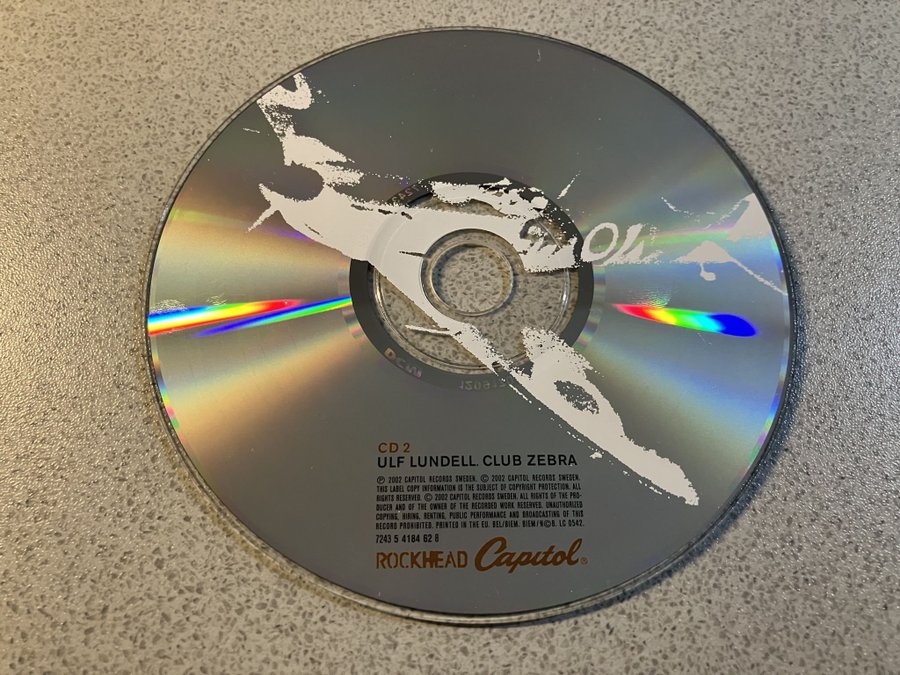 CD 2
ULF LUNDELL. CLUB ZEBRA
℗ 2002 CAPITOL RECORDS SWEDEN. © 2002 CAPITOL RECORDS SWEDEN.
THIS LABEL COPY INFORMATION IS THE SUBJECT OF COPYRIGHT PROTECTION. ALL
RIGHTS RESERVED. © 2002 CAPITOL RECORDS SWEDEN. ALL RIGHTS OF THE PRO-
DUCER AND OF THE OWNER OF THE RECORDED WORK RESERVED. UNAUTHORIZED
COPYING, HIRING, RENTING, PUBLIC PERFORMANCE AND BROADCASTING OF THIS
RECORD PROHIBITED. PRINTED IN THE EU. BEL/BIEM. BIEM/N©B. LC 0542.
7243 5 4184 62 8
ROCKHEAD Capitol®